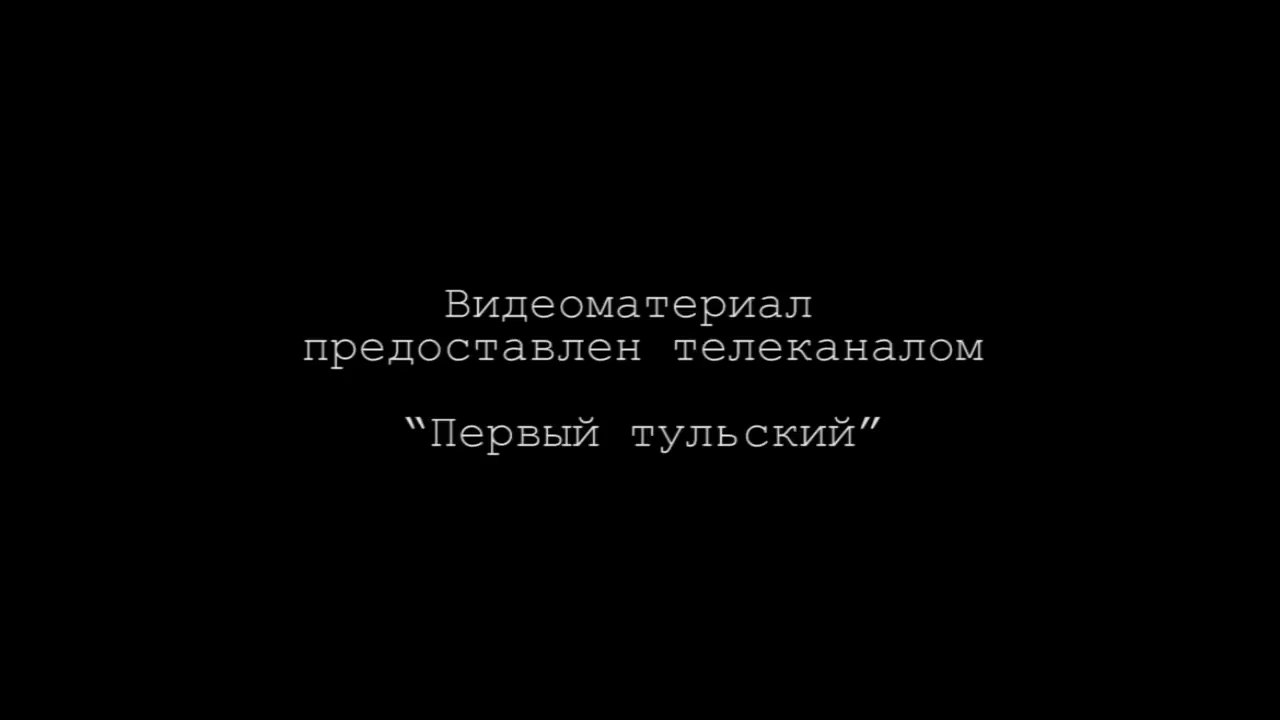 Видеоматериал
предоставлен телеканалом
“Первый тульский”